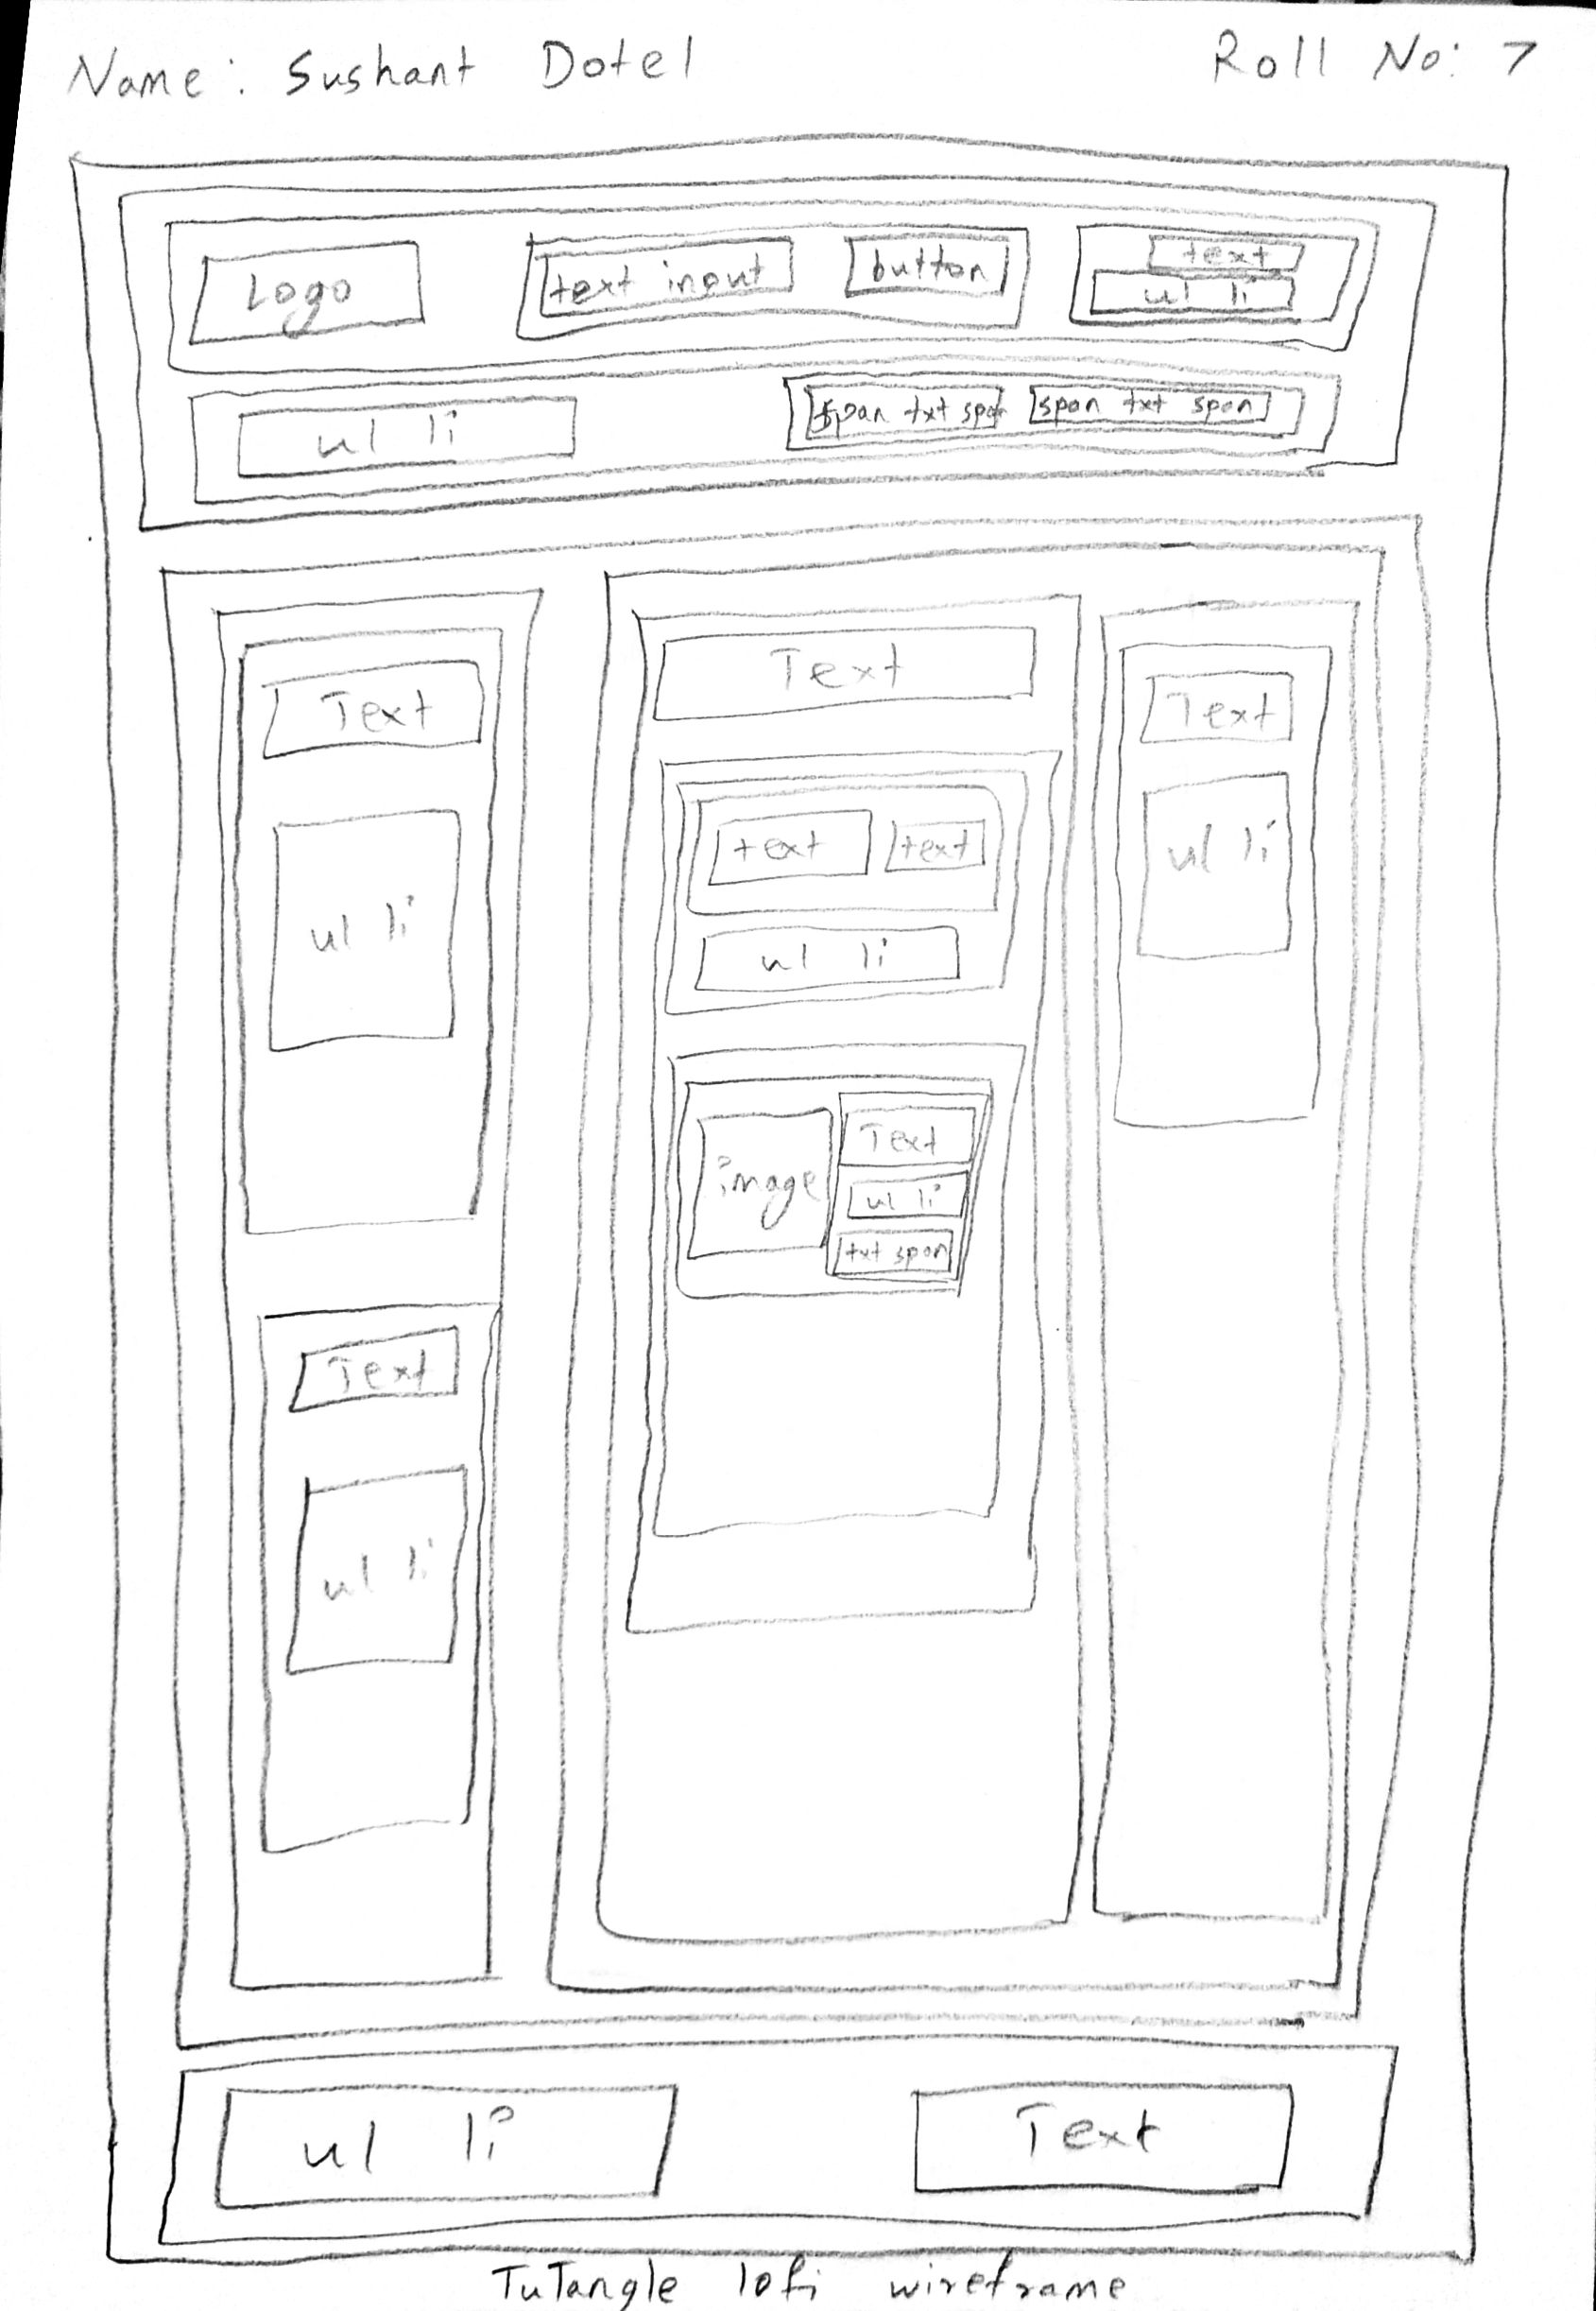 Name: Sushant Dotel Roll No: 7
Logo text input button text
ul li
ul li span txt span span txt span
Text Text Text
text text ul li
ul li ul li
Text
image ul li
txt span
Text
ul li
ul li Text
TuTangle lofi wireframe